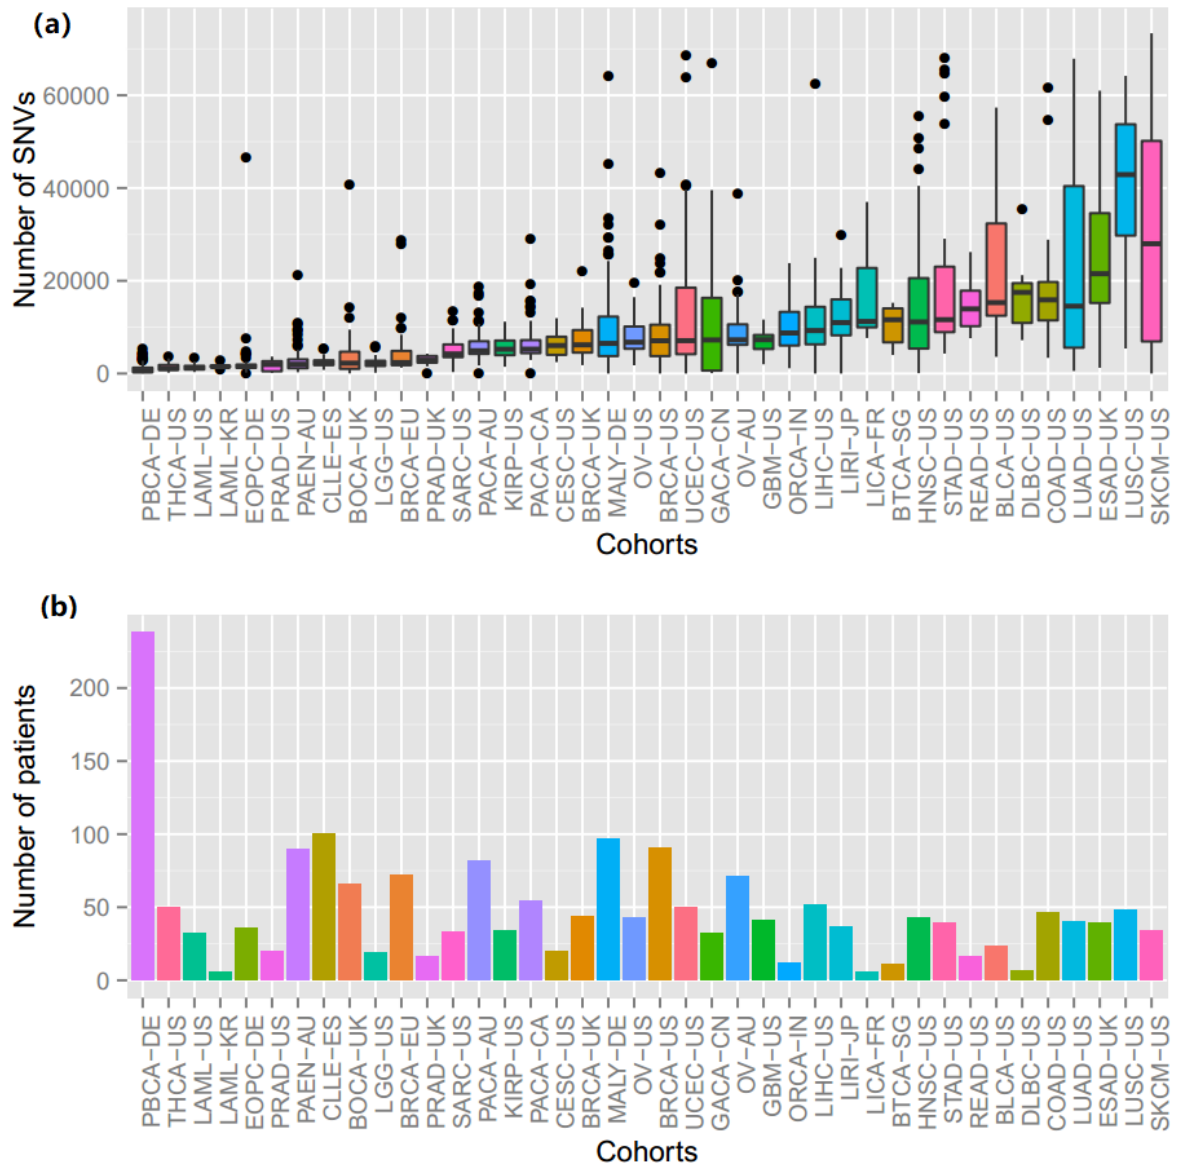 (a)
Number of SNVs
60000
40000
20000
0
PBCA−DE
THCA−US
LAML−US
LAML−KR
EOPC−DE
PRAD−US
PAEN−AU
CLLE−ES
BOCA−UK
LGG−US
BRCA−EU
PRAD−UK
SARC−US
PACA−AU
KIRP−US
PACA−CA
CESC−US
BRCA−UK
MALY−DE
OV−US
BRCA−US
UCEC−US
GACA−CN
OV−AU
GBM−US
ORCA−IN
LIHC−US
LIRI−JP
LICA−FR
BTCA−SG
HNSC−US
STAD−US
READ−US
BLCA−US
DLBC−US
COAD−US
LUAD−US
ESAD−UK
LUSC−US
SKCM−US
Cohorts
(b)
Number of patients
200
150
100
50
0
PBCA−DE
THCA−US
LAML−US
LAML−KR
EOPC−DE
PRAD−US
PAEN−AU
CLLE−ES
BOCA−UK
LGG−US
BRCA−EU
PRAD−UK
SARC−US
PACA−AU
KIRP−US
PACA−CA
CESC−US
BRCA−UK
MALY−DE
OV−US
BRCA−US
UCEC−US
GACA−CN
OV−AU
GBM−US
ORCA−IN
LIHC−US
LIRI−JP
LICA−FR
BTCA−SG
HNSC−US
STAD−US
READ−US
BLCA−US
DLBC−US
COAD−US
LUAD−US
ESAD−UK
LUSC−US
SKCM−US
Cohorts